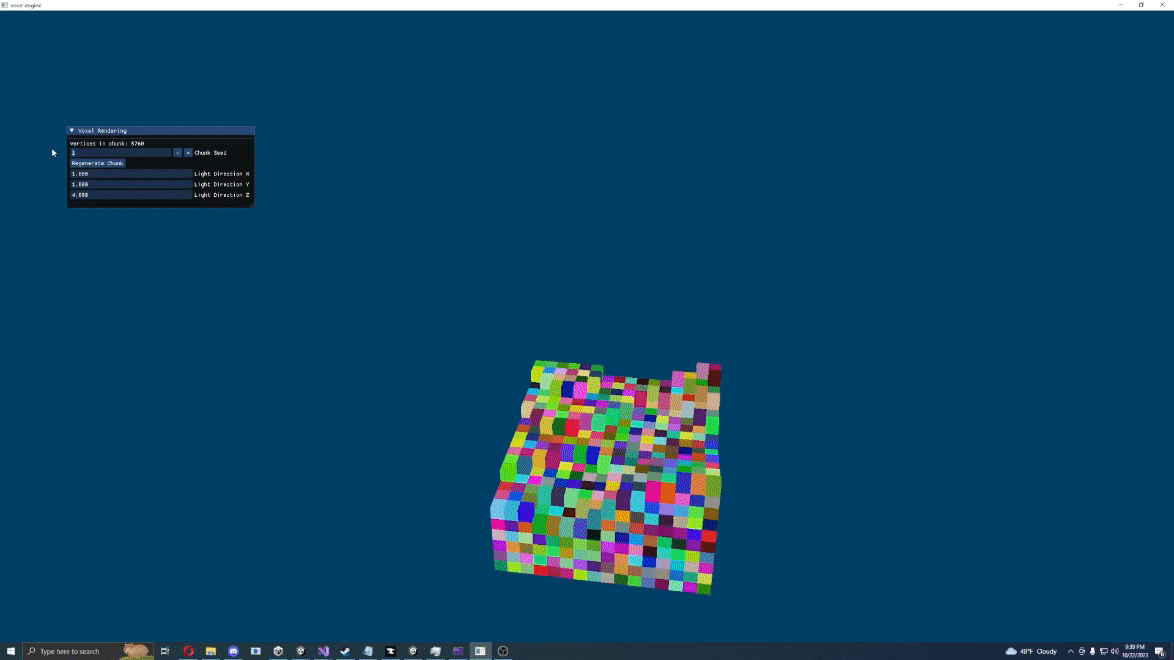 voxel engine
Voxel Rendering
Vertices in chunk: 5760
1 - + Chunk Seed
Regenerate Chunk
1.000 Light Direction X
1.000 Light Direction Y
4.000 Light Direction Z
Type here to search
48°F Cloudy
9:39 PM
10/22/2023